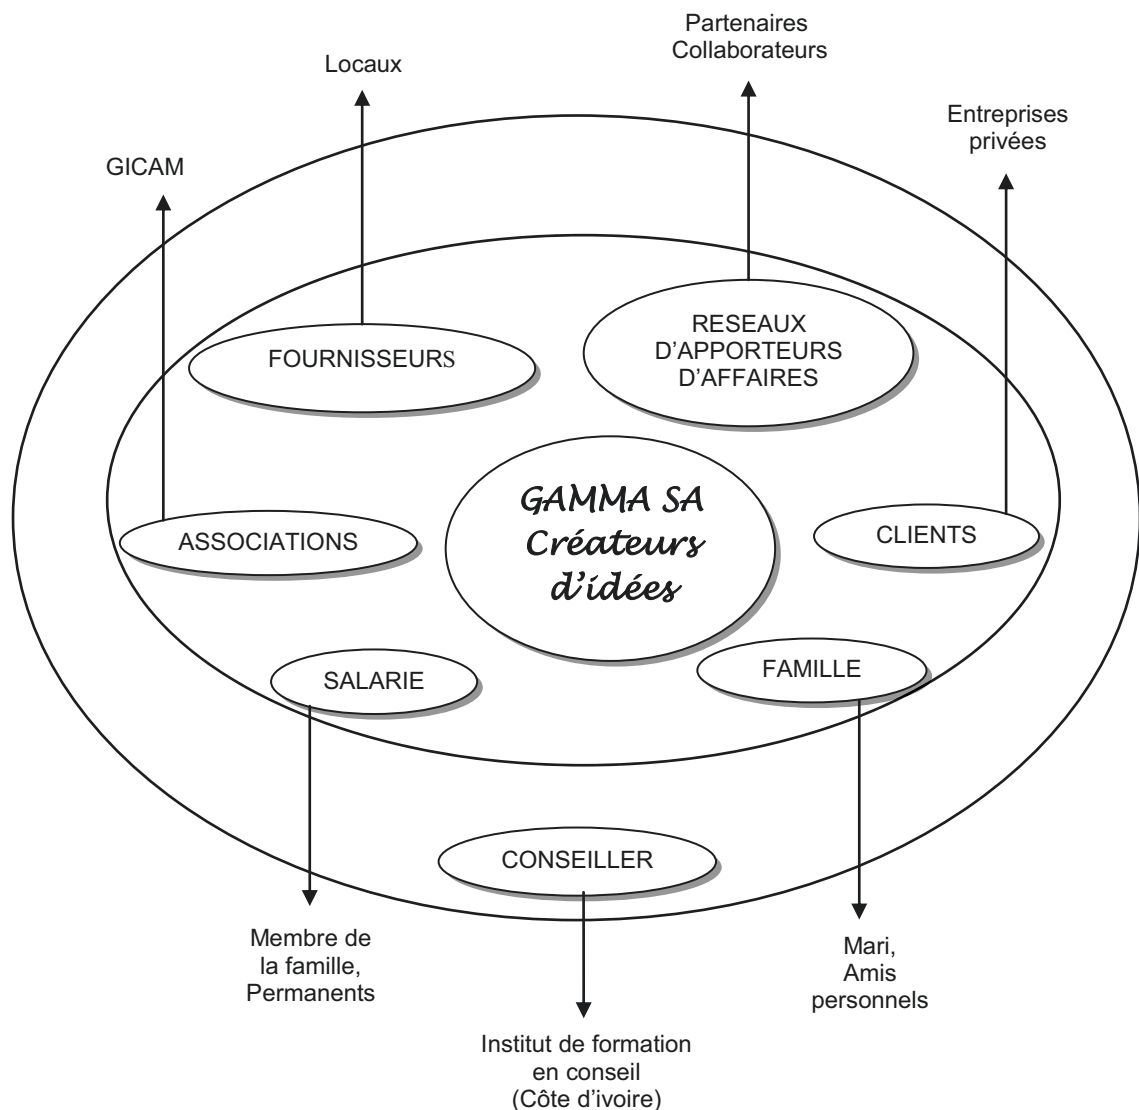 Partenaires
Collaborateurs
Locaux
Entreprises
privées
GICAM
RESEAUX
D'APPORTEURS
D'AFFAIRES
FOURNISSEURS
GAMMA SA
Créateurs
d'idées
ASSOCIATIONS
CLIENTS
SALARIE
FAMILLE
CONSEILLER
Membre de
la famille,
Permanents
Mari,
Amis
personnels
Institut de formation
en conseil
(Côte d'ivoire)